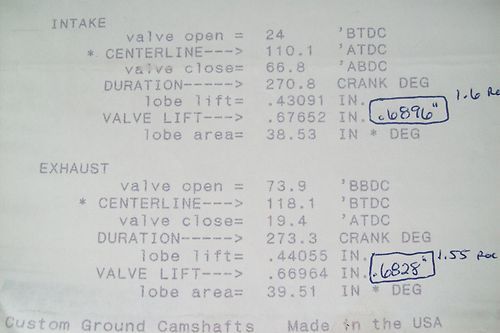 INTAKE
valve open = 24 'BTDC
* CENTERLINE---> 110.1 'ATDC
valve close= 66.8 'ABDC
DURATION-----> 270.8 CRANK DEG
lobe lift= .43091 IN. 1.6
VALVE LIFT---> .67652 IN. .6896"
lobe area= 38.53 IN * DEG
EXHAUST
valve open = 73.9 'BBDC
* CENTERLINE---> 118.1 'BTDC
valve close= 19.4 'ATDC
DURATION-----> 273.3 CRANK DEG
lobe lift= .44055 IN. 1.55
VALVE LIFT---> .66964 IN. .6828"
lobe area= 39.51 IN * DEG
Custom Ground Camshafts Made in the USA